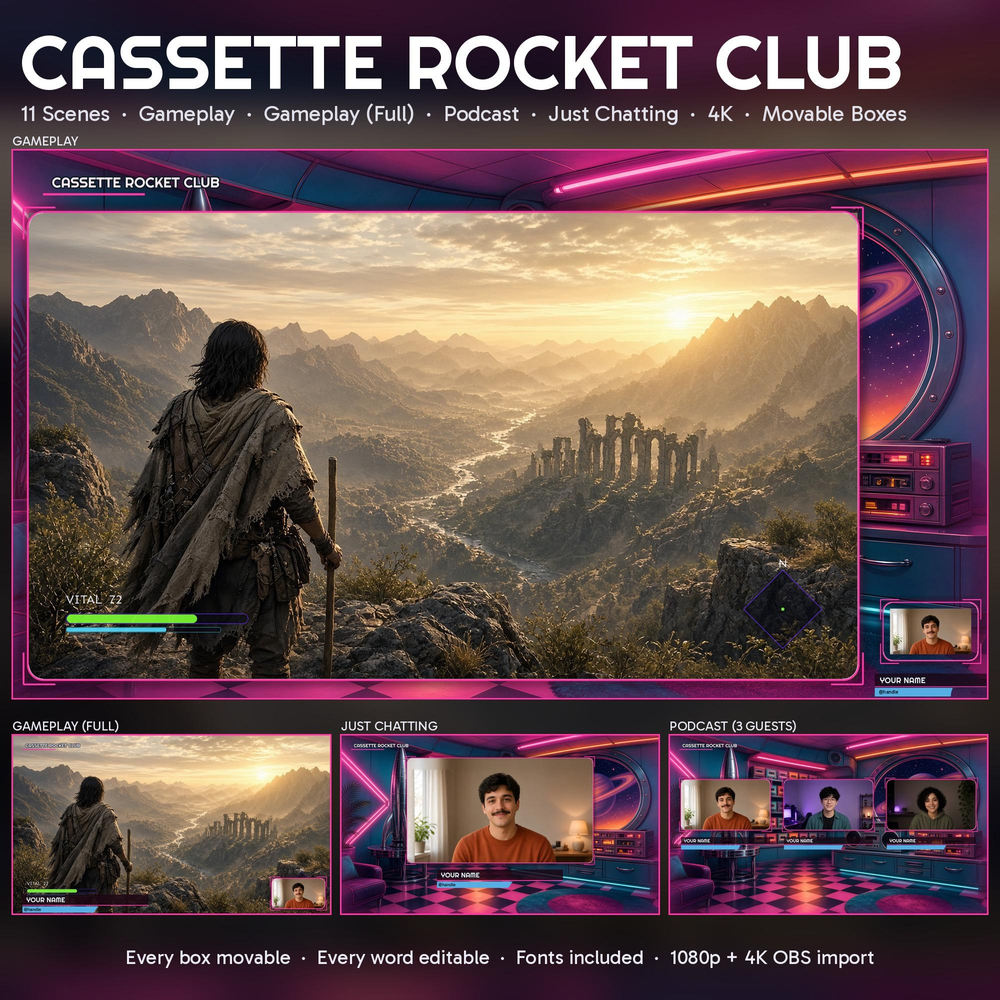 CASSETTE ROCKET CLUB
11 Scenes · Gameplay · Gameplay (Full) · Podcast · Just Chatting · 4K · Movable Boxes
GAMEPLAY
CASSETTE ROCKET CLUB
VITAL 72
N
YOUR NAME
@handle
GAMEPLAY (FULL)
CASSETTE ROCKET CLUB
VITAL 72
YOUR NAME
@handle
JUST CHATTING
CASSETTE ROCKET CLUB
YOUR NAME
@handle
PODCAST (3 GUESTS)
CASSETTE ROCKET CLUB
YOUR NAME YOUR NAME YOUR NAME
Every box movable · Every word editable · Fonts included · 1080p + 4K OBS import